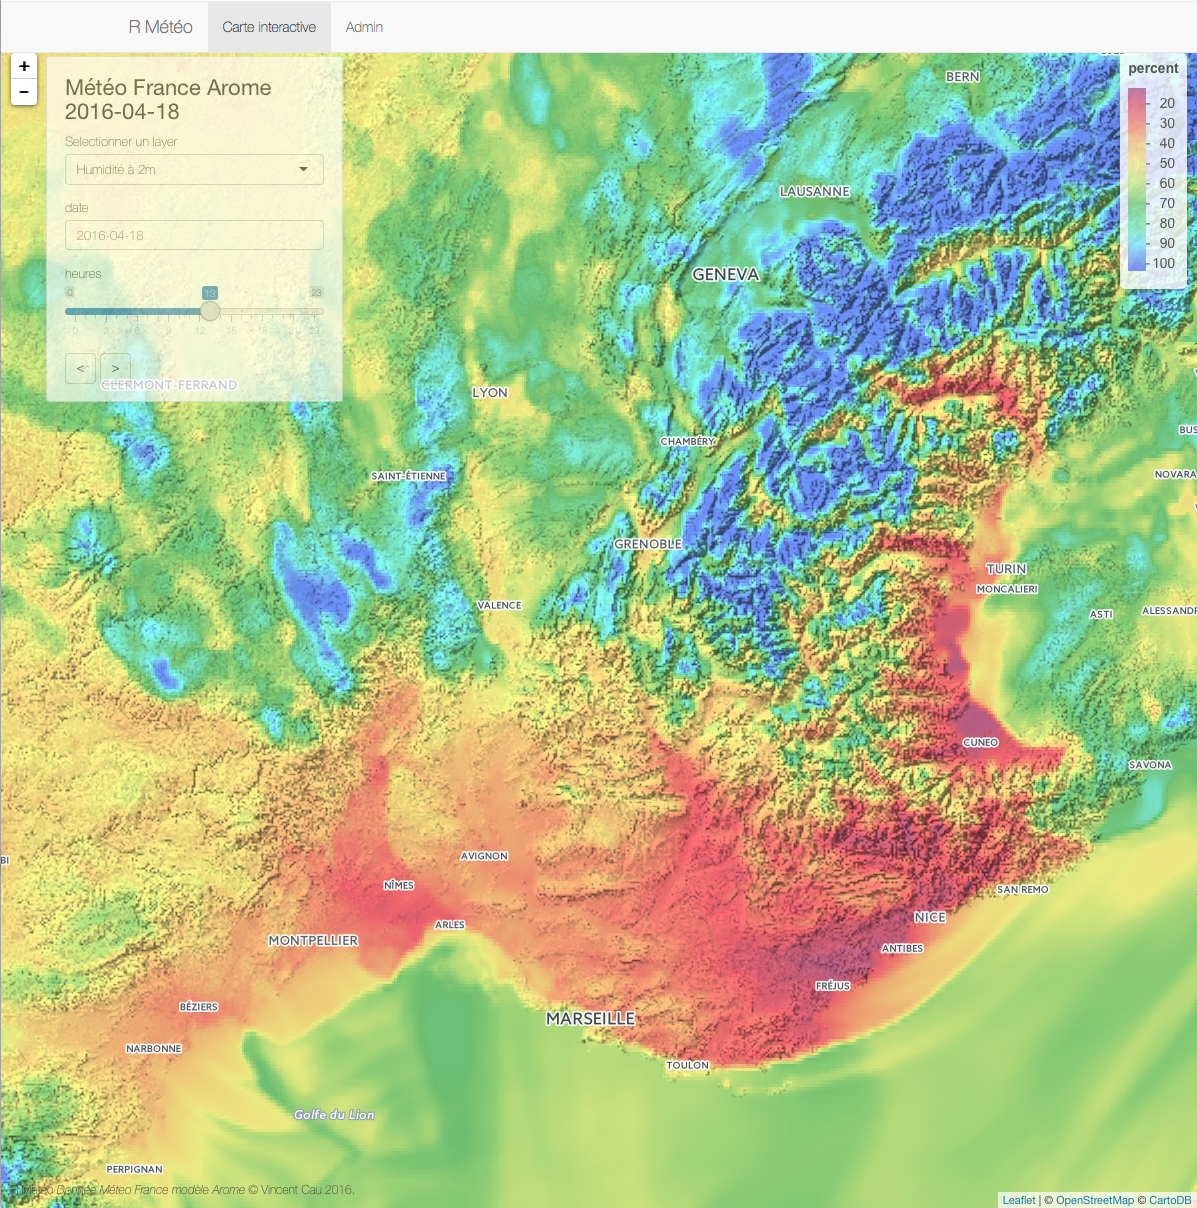 R Météo Carte interactive Admin
+
−
Météo France Arome
2016-04-18
Selectionner un layer
Humidité à 2m
date
2016-04-18
heures
0 13 23
0 3 6 9 12 15 18 21 23
< >
percent
20
30
40
50
60
70
80
90
100
BERN
LAUSANNE
GENEVA
CLERMONT-FERRAND
LYON
CHAMBÉRY
BUS
SAINT-ÉTIENNE
NOVARA
GRENOBLE
TURIN
MONCALIERI
VALENCE
ASTI
ALESSANDR
CUNEO
SAVONA
AVIGNON
BI
NÎMES
SAN REMO
NICE
ARLES
MONTPELLIER
ANTIBES
FRÉJUS
BÉZIERS
MARSEILLE
NARBONNE
TOULON
Golfe du Lion
PERPIGNAN
Donnée Méteo France modèle Arome © Vincent Cau 2016.
Leaflet | © OpenStreetMap © CartoDB